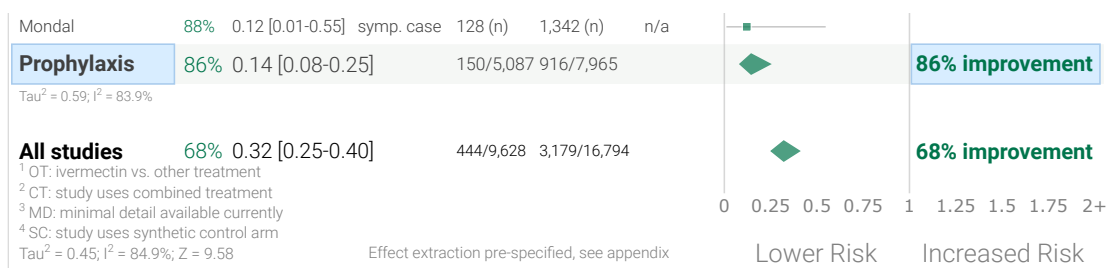 Mondal 88% 0.12 [0.01-0.55] symp. case 128 (n) 1,342 (n) n/a
Prophylaxis 86% 0.14 [0.08-0.25] 150/5,087 916/7,965 86% improvement
Tau² = 0.59; I² = 83.9%
All studies 68% 0.32 [0.25-0.40] 444/9,628 3,179/16,794 68% improvement
¹ OT: ivermectin vs. other treatment
² CT: study uses combined treatment
³ MD: minimal detail available currently
⁴ SC: study uses synthetic control arm
0 0.25 0.5 0.75 1 1.25 1.5 1.75 2+
Tau² = 0.45; I² = 84.9%; Z = 9.58 Effect extraction pre-specified, see appendix Lower Risk Increased Risk